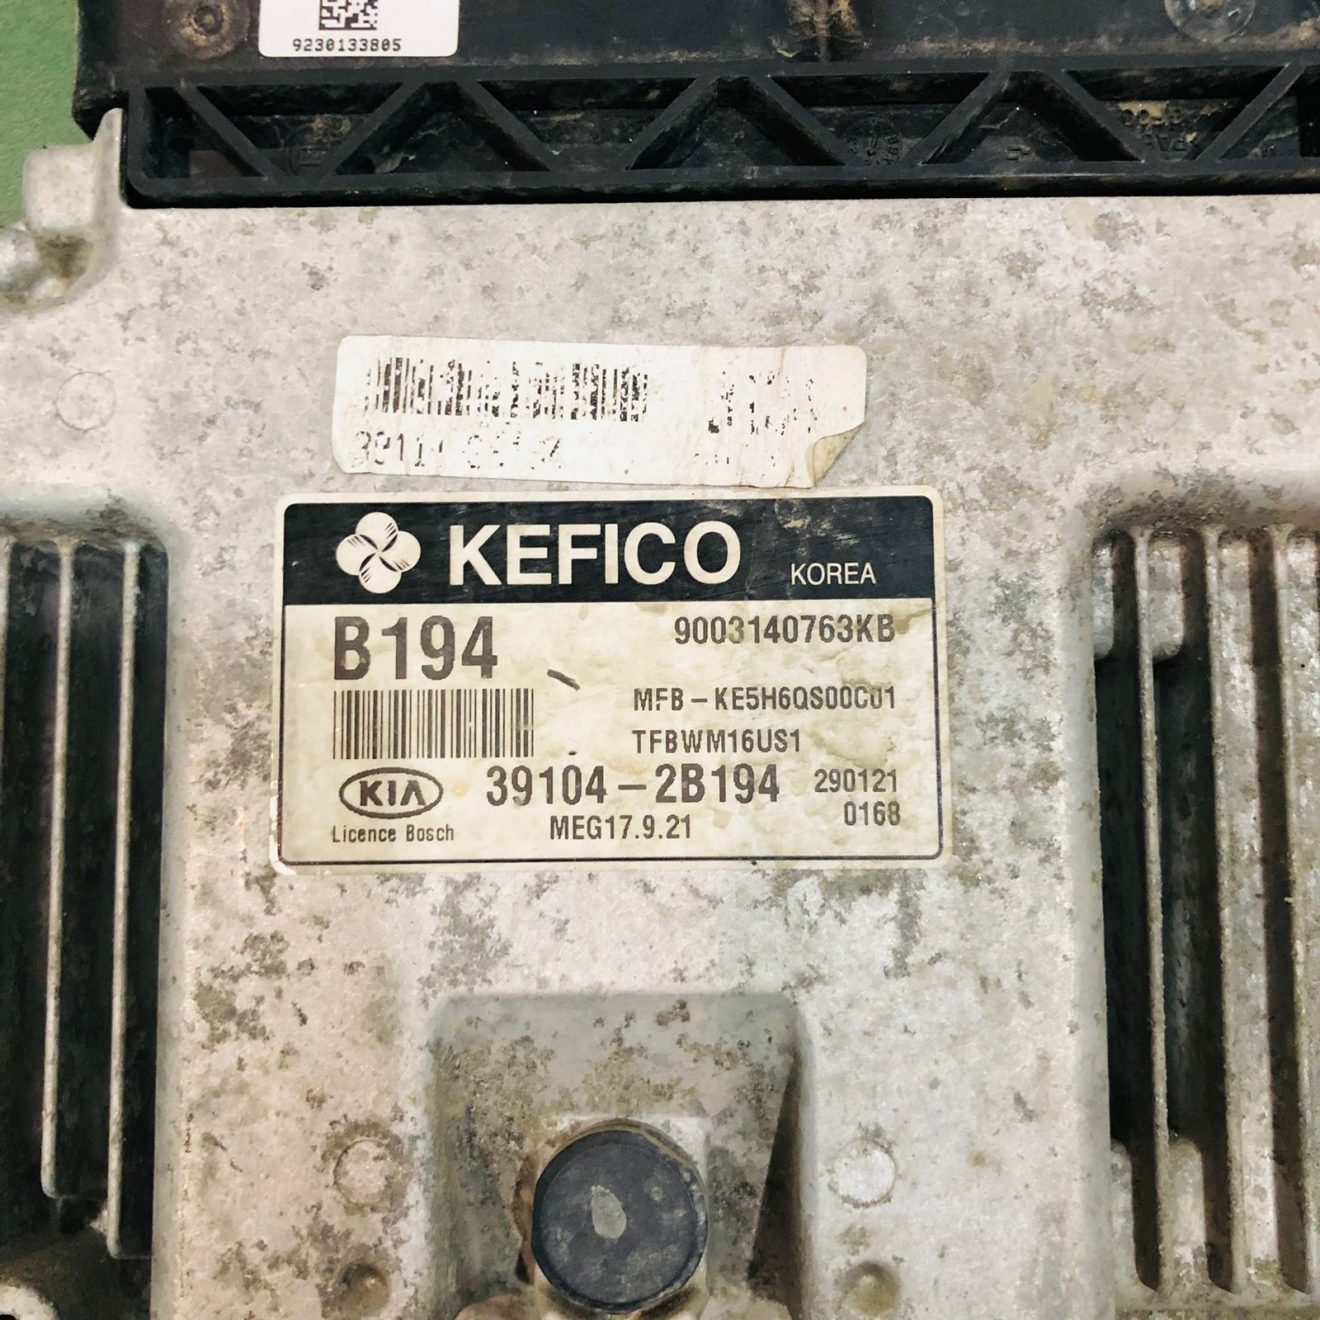 9230133805
KEFICO KOREA
B194 9003140763KB
MFB-KE5H6QS00C01
TFBWM16US1
KIA 39104-2B194 290121
Licence Bosch MEG17.9.21 0168